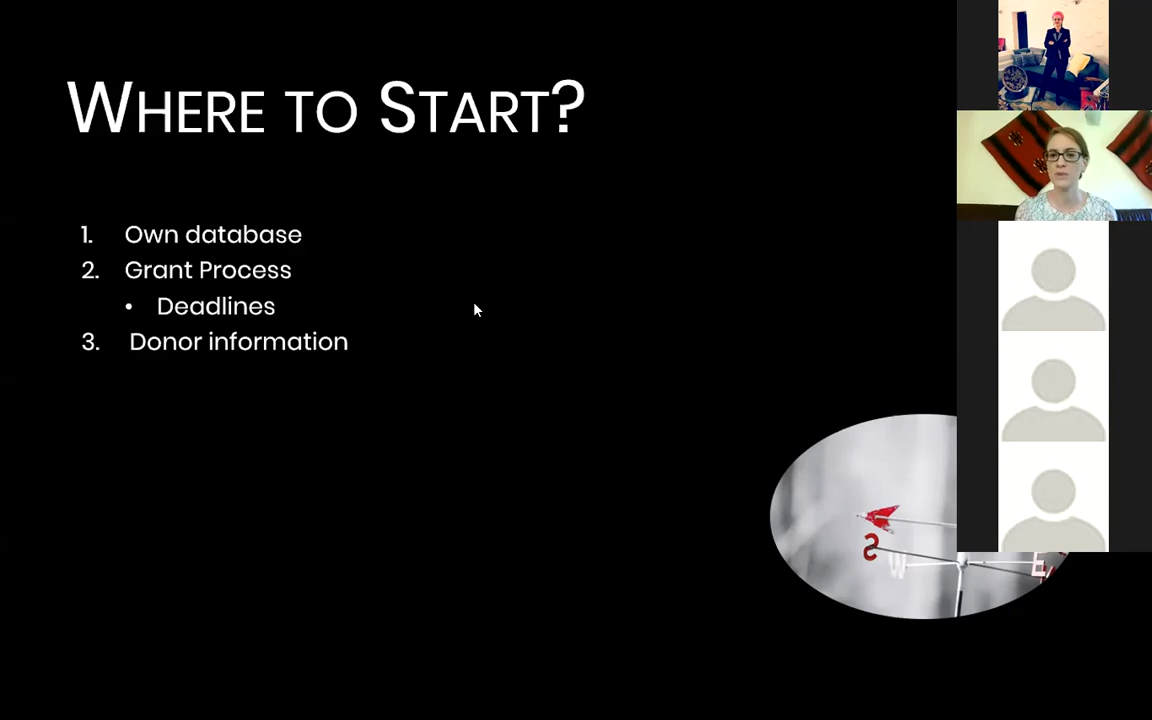 WHERE TO START?
1. Own database
2. Grant Process
• Deadlines
3. Donor information
S
W
E